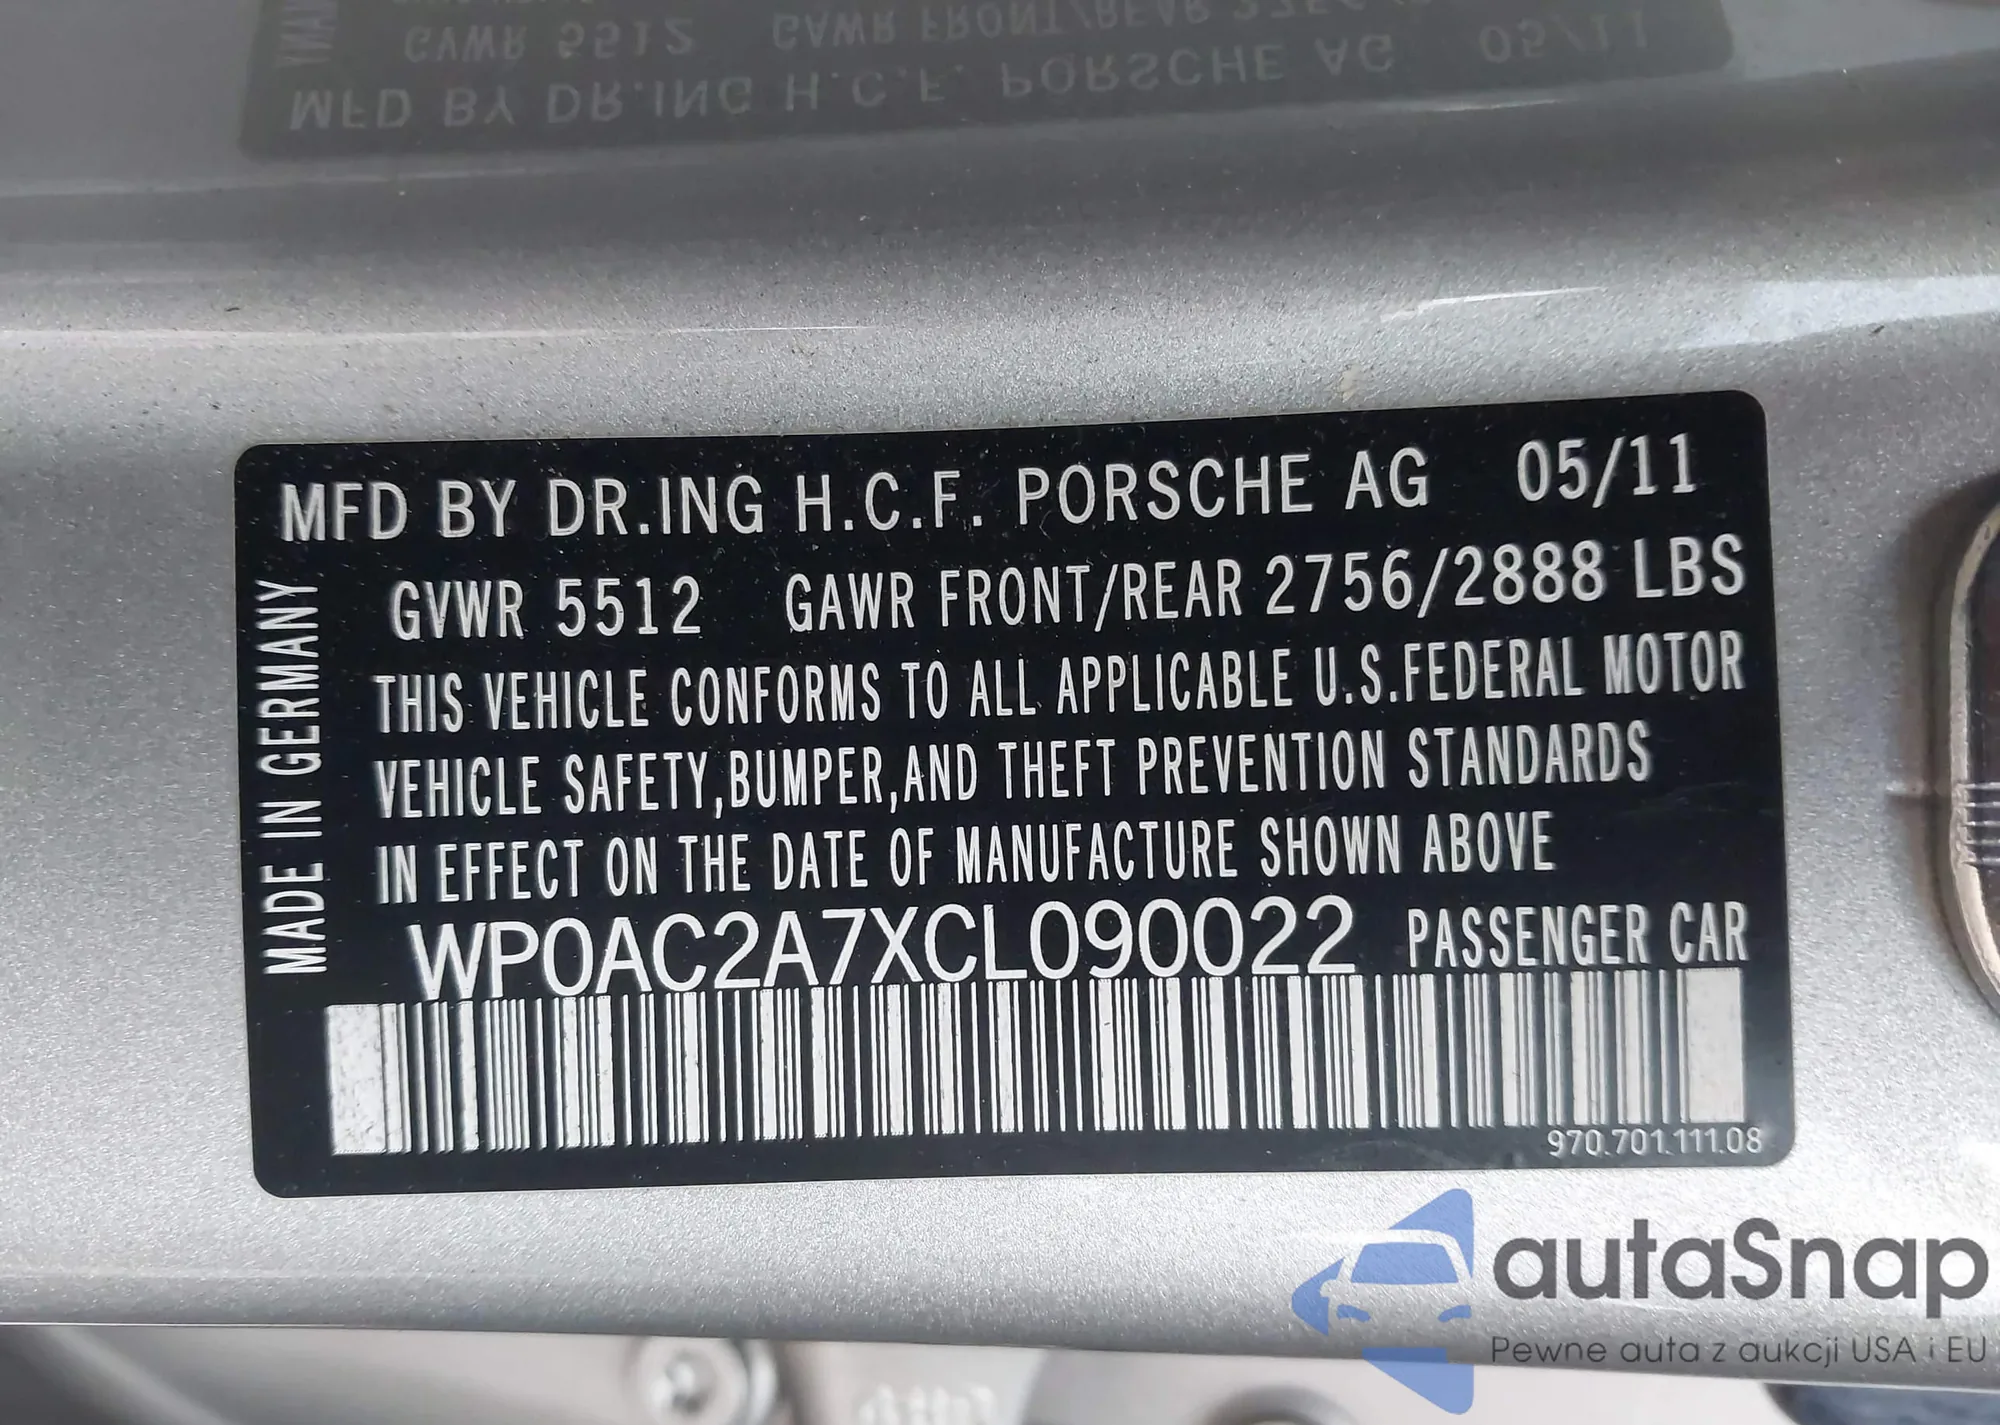 MFD BY DR.ING H.C.F. PORSCHE AG 05/11
GVWR 5512 GAWR FRONT/REAR 2756/2888 LBS
THIS VEHICLE CONFORMS TO ALL APPLICABLE U.S.FEDERAL MOTOR
VEHICLE SAFETY,BUMPER,AND THEFT PREVENTION STANDARDS
IN EFFECT ON THE DATE OF MANUFACTURE SHOWN ABOVE
WP0AC2A7XCL090022 PASSENGER CAR
MADE IN GERMANY
970.701.111.08
autaSnap
Pewne auta z aukcji USA i EU